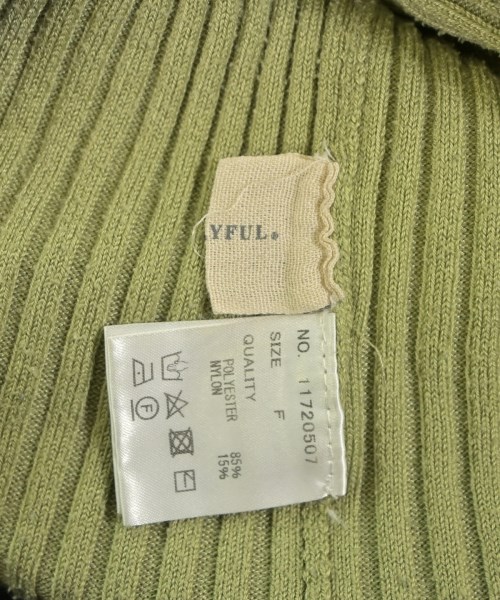 YFUL®
NO. 11720507
SIZE F
QUALITY
POLYESTER 85%
NYLON 15%
F